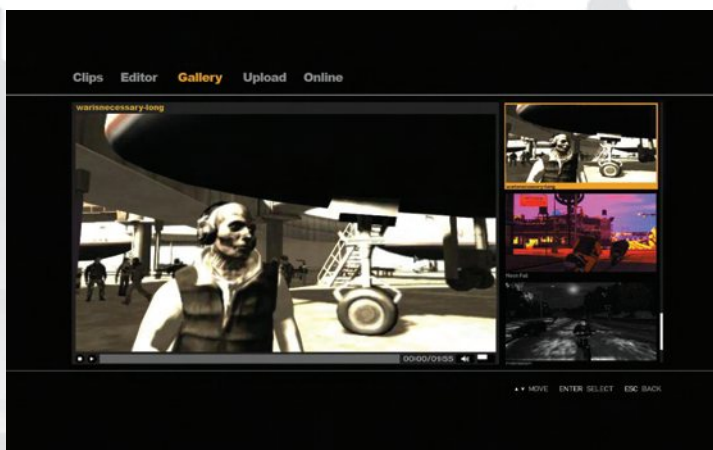 Clips Editor Gallery Upload Online
warisnecessary-long
warisnecessary-long
Neon Fail
00:00/01:55
▲▼ MOVE ENTER SELECT ESC BACK